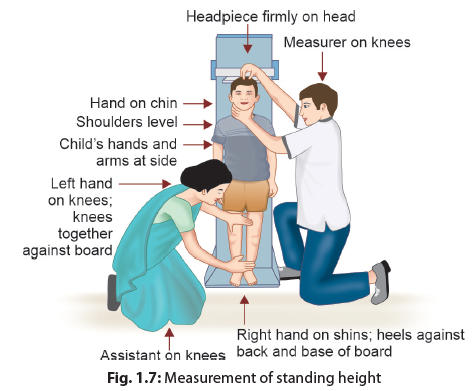 Headpiece firmly on head
Measurer on knees
Hand on chin
Shoulders level
Child's hands and
arms at side
Left hand
on knees;
knees
together
against board
Right hand on shins; heels against
back and base of board
Assistant on knees
Fig. 1.7: Measurement of standing height